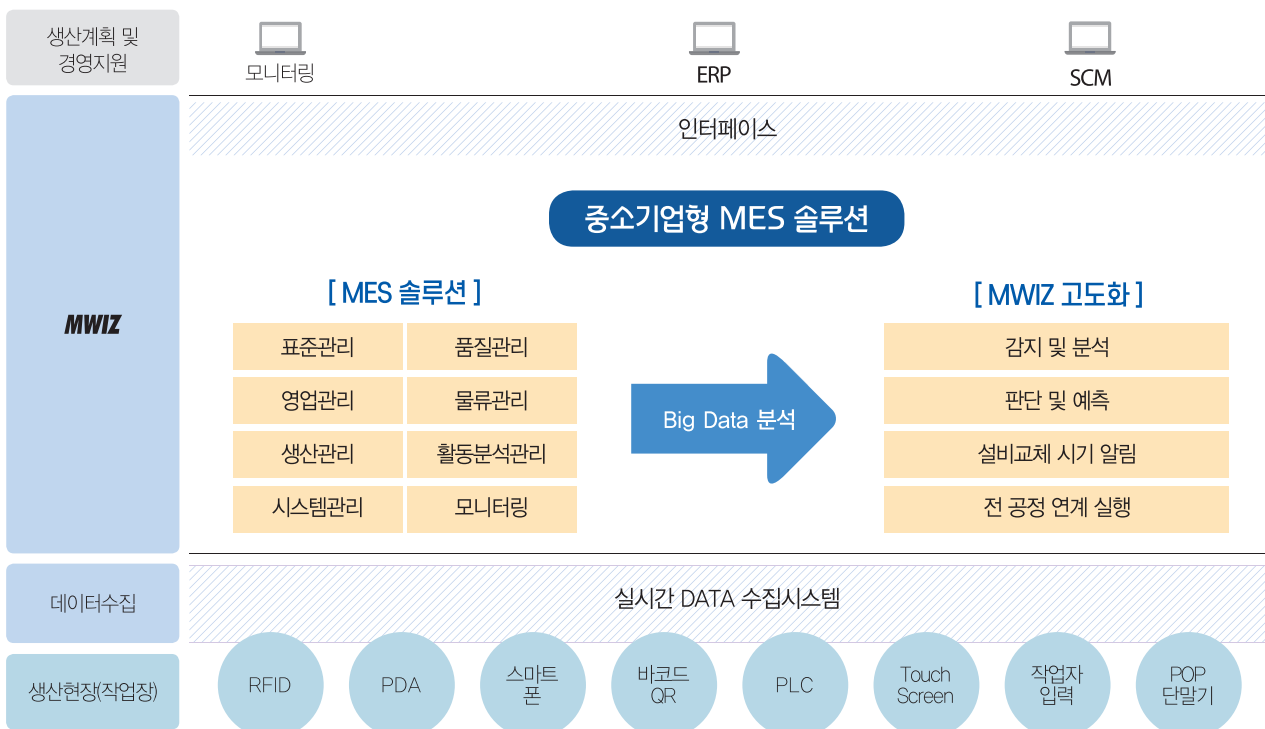 생산계획 및
경영지원
모니터링
ERP
SCM
인터페이스
중소기업형 MES 솔루션
MWIZ
[ MES 솔루션 ]
[ MWIZ 고도화 ]
표준관리
품질관리
영업관리
물류관리
생산관리
활동분석관리
시스템관리
모니터링
Big Data 분석
감지 및 분석
판단 및 예측
설비교체 시기 알림
전 공정 연계 실행
데이터수집
실시간 DATA 수집시스템
생산현장(작업장)
RFID
PDA
스마트
폰
바코드
QR
PLC
Touch
Screen
작업자
입력
POP
단말기